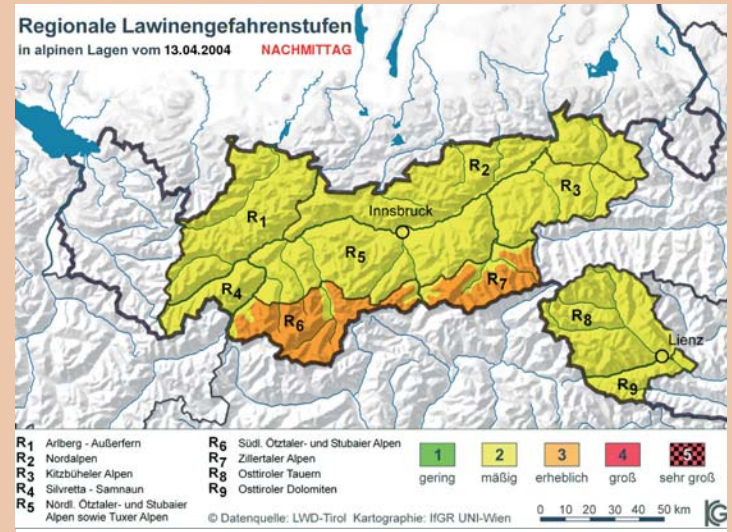 Regionale Lawinengefahrenstufen
in alpinen Lagen vom 13.04.2004 NACHMITTAG
R2
R3
R1
Innsbruck
R5
R7
R4
R6
R8
Lienz
R9
R1 Arlberg - Außerfern
R2 Nordalpen
R3 Kitzbüheler Alpen
R4 Silvretta - Samnaun
R5 Nördl. Ötztaler- und Stubaier
Alpen sowie Tuxer Alpen
R6 Südl. Ötztaler- und Stubaier Alpen
R7 Zillertaler Alpen
R8 Osttiroler Tauern
R9 Osttiroler Dolomiten
1 2 3 4 5
gering mäßig erheblich groß sehr groß
0 10 20 30 40 50 km
© Datenquelle: LWD-Tirol Kartographie: IfGR UNI-Wien